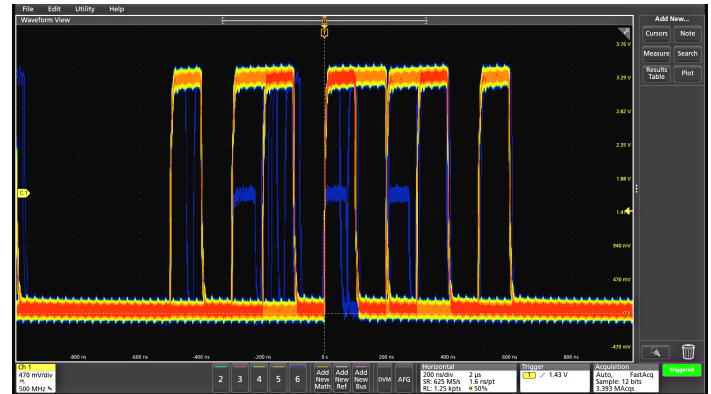 File Edit Utility Help
Waveform View
Add New...
Cursors Note
Measure Search
Results Table Plot
3.76 V
3.29 V
2.82 V
2.35 V
1.88 V
C 1
1.41 V
940 mV
470 mV
0 V
-470 mV
-800 ns -600 ns -400 ns -200 ns 0 s 200 ns 400 ns 600 ns 800 ns
Ch 1
470 mV/div
500 MHz
2 3 4 5 6
Add New Math
Add New Ref
Add New Bus
DVM AFG
Horizontal
200 ns/div 2 µs
SR: 625 MS/s 1.6 ns/pt
RL: 1.25 kpts 50%
Trigger
1 1.43 V
Acquisition
Auto, FastAcq
Sample: 12 bits
3.393 MAcqs
Triggered